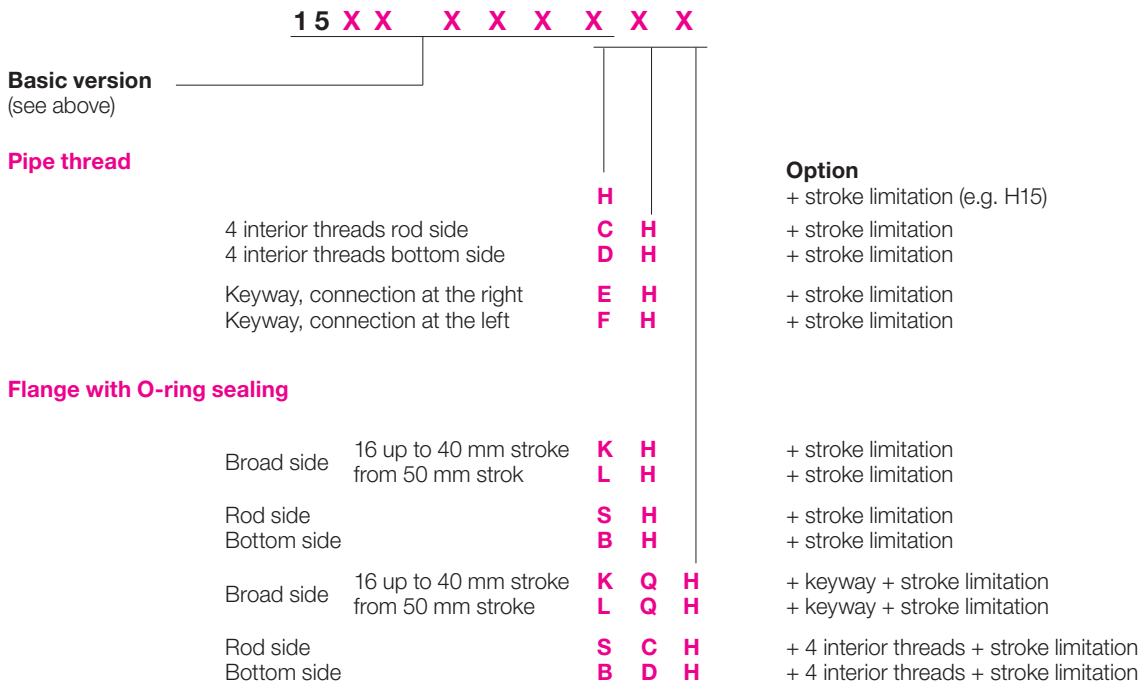 15 X X X X X X X X
Basic version
(see above)
Pipe thread
Option
H + stroke limitation (e.g. H15)
4 interior threads rod side C H + stroke limitation
4 interior threads bottom side D H + stroke limitation
Keyway, connection at the right E H + stroke limitation
Keyway, connection at the left F H + stroke limitation
Flange with O-ring sealing
Broad side 16 up to 40 mm stroke K H + stroke limitation
from 50 mm strok L H + stroke limitation
Rod side S H + stroke limitation
Bottom side B H + stroke limitation
Broad side 16 up to 40 mm stroke K Q H + keyway + stroke limitation
from 50 mm stroke L Q H + keyway + stroke limitation
Rod side S C H + 4 interior threads + stroke limitation
Bottom side B D H + 4 interior threads + stroke limitation